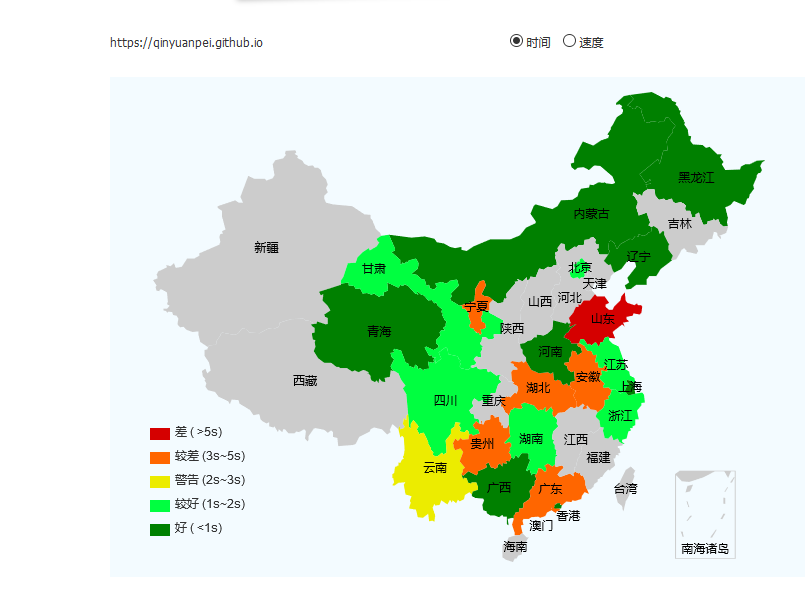 https://qinyuanpei.github.io
时间 速度
黑龙江
内蒙古
吉林
新疆
辽宁
甘肃
北京
天津
宁夏
山西
河北
山东
青海
陕西
河南
江苏
西藏
安徽
湖北
上海
四川
重庆
浙江
差 ( >5s)
湖南
江西
贵州
较差 (3s~5s)
福建
云南
警告 (2s~3s)
广西
广东
台湾
较好 (1s~2s)
香港
澳门
好 ( <1s)
海南
南海诸岛